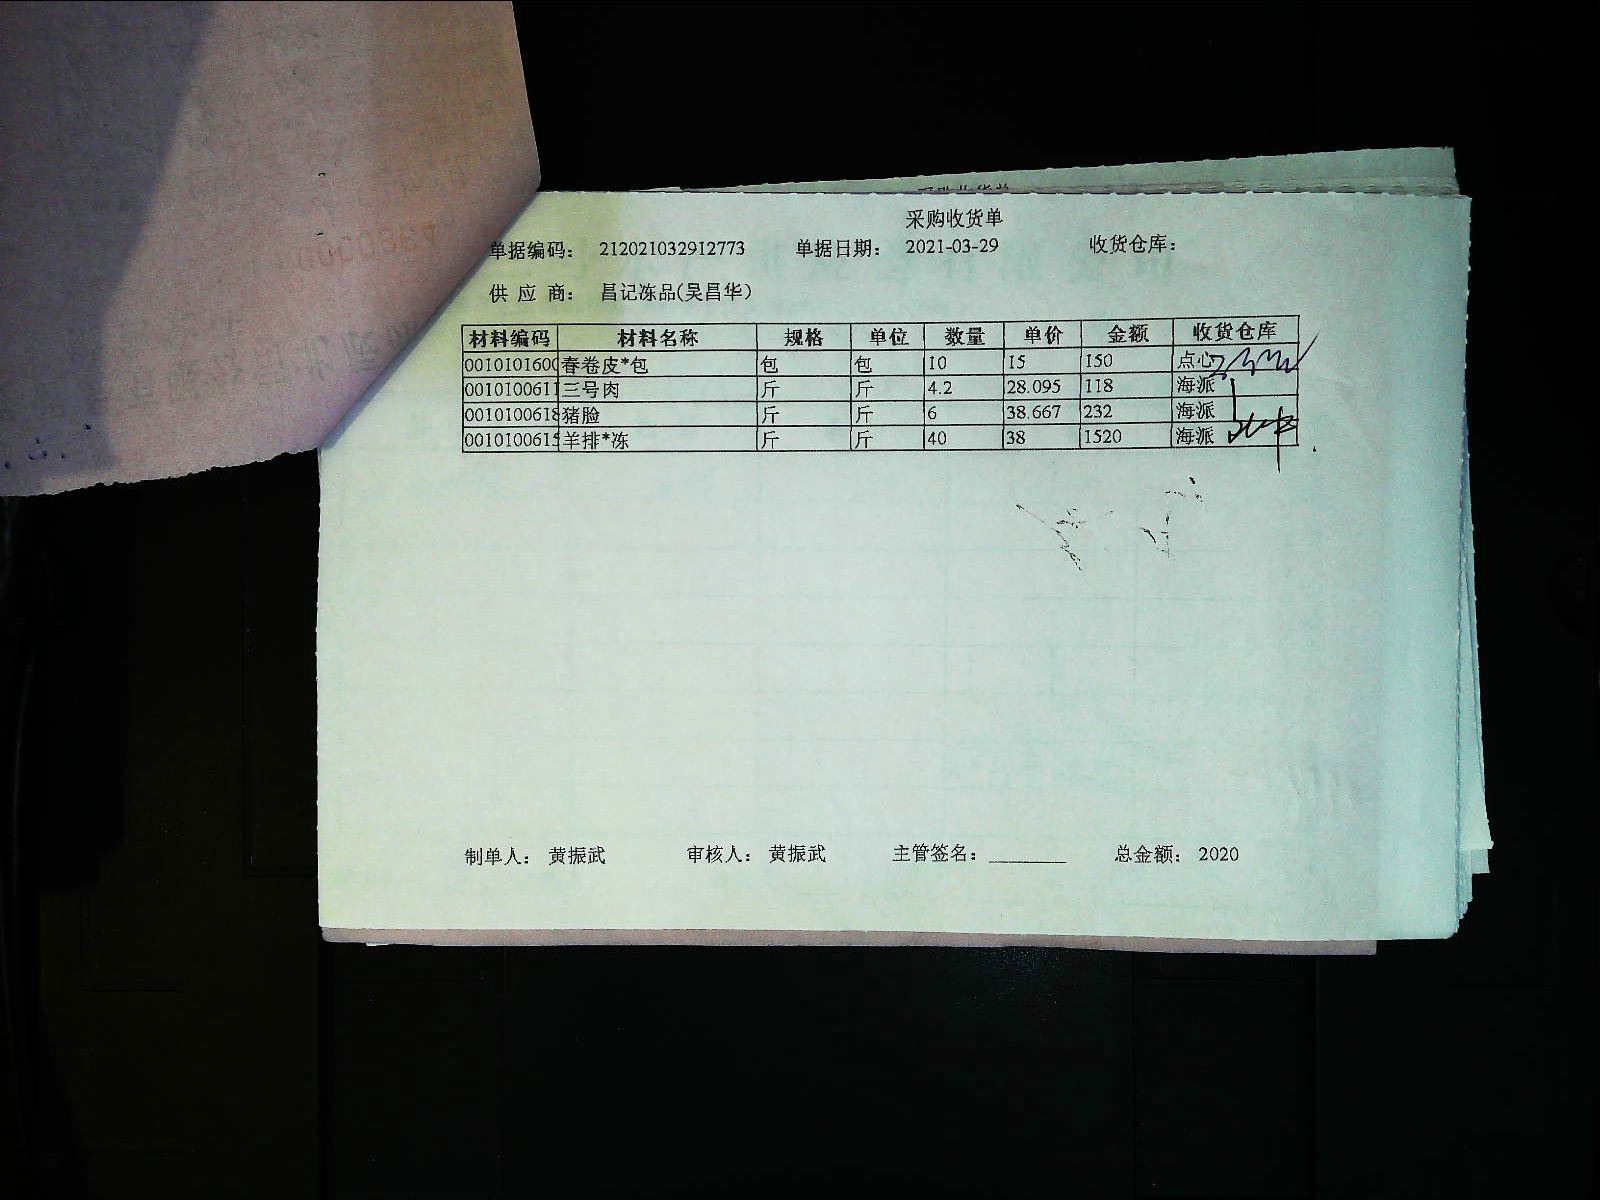 采购收货单
单据编码： 212021032912773 单据日期： 2021-03-29 收货仓库：
供 应 商： 昌记冻品(吴昌华)
材料编码 材料名称 规格 单位 数量 单价 金额 收货仓库
0010101600 春卷皮*包 包 包 10 15 150 点心
0010100611 三号肉 斤 斤 4.2 28.095 118 海派
0010100618 猪脸 斤 斤 6 38.667 232 海派
0010100615 羊排*冻 斤 斤 40 38 1520 海派
制单人： 黄振武 审核人： 黄振武 主管签名：_______ 总金额： 2020